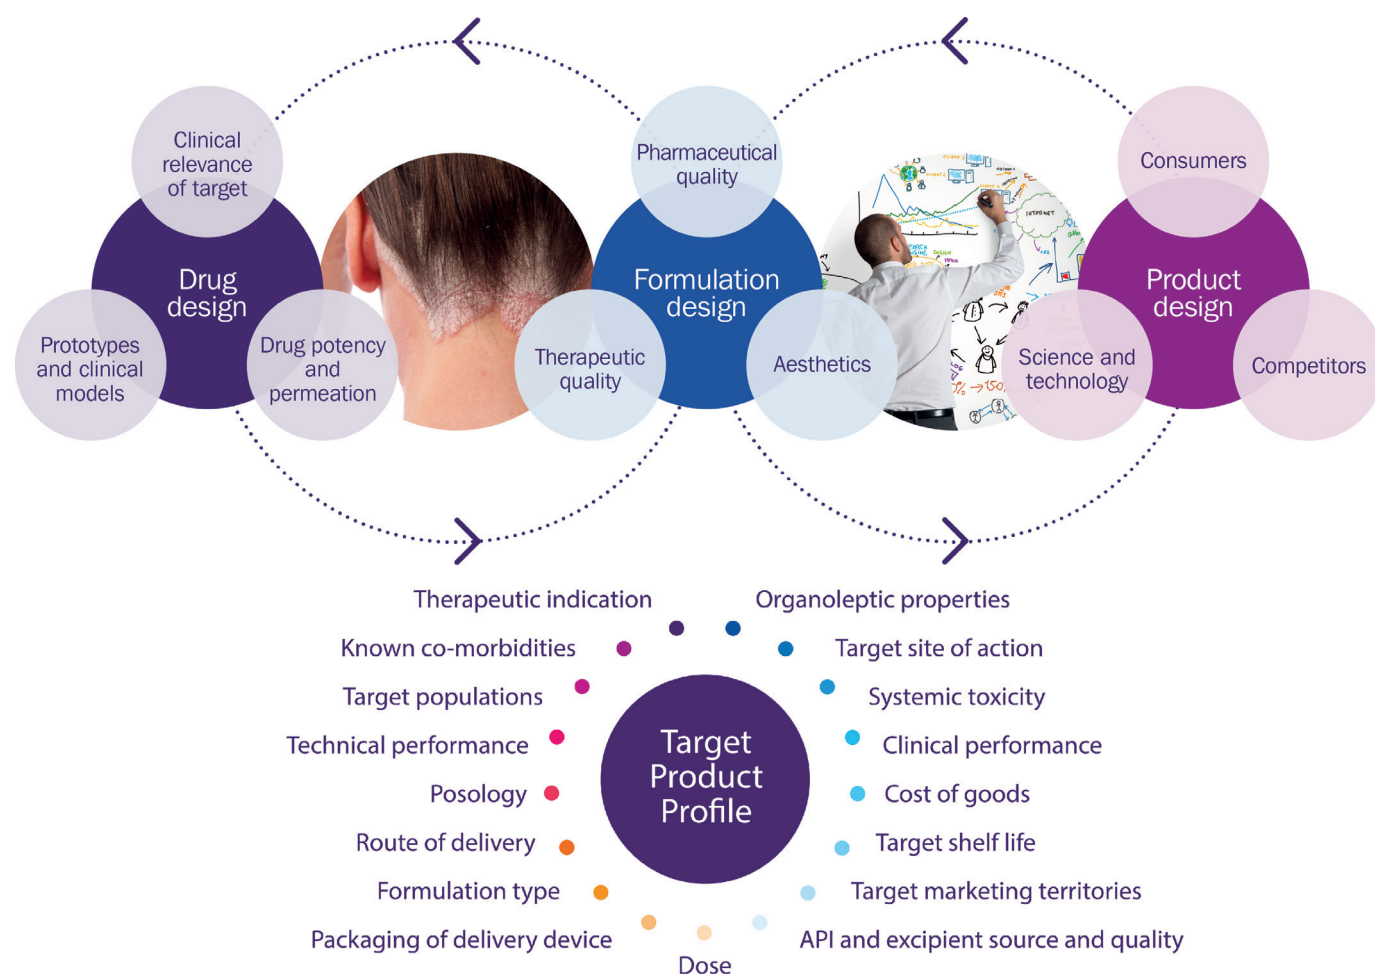 Clinical
relevance
of target
Drug
design
Prototypes
and clinical
models
Drug potency
and
permeation
Pharmaceutical
quality
Formulation
design
Therapeutic
quality
Aesthetics
INTERNET
Consumers
Product
design
Science and
technology
Competitors
Therapeutic indication
Known co-morbidities
Target populations
Technical performance
Posology
Route of delivery
Formulation type
Packaging of delivery device
Dose
Organoleptic properties
Target site of action
Systemic toxicity
Clinical performance
Cost of goods
Target shelf life
Target marketing territories
API and excipient source and quality
Target
Product
Profile